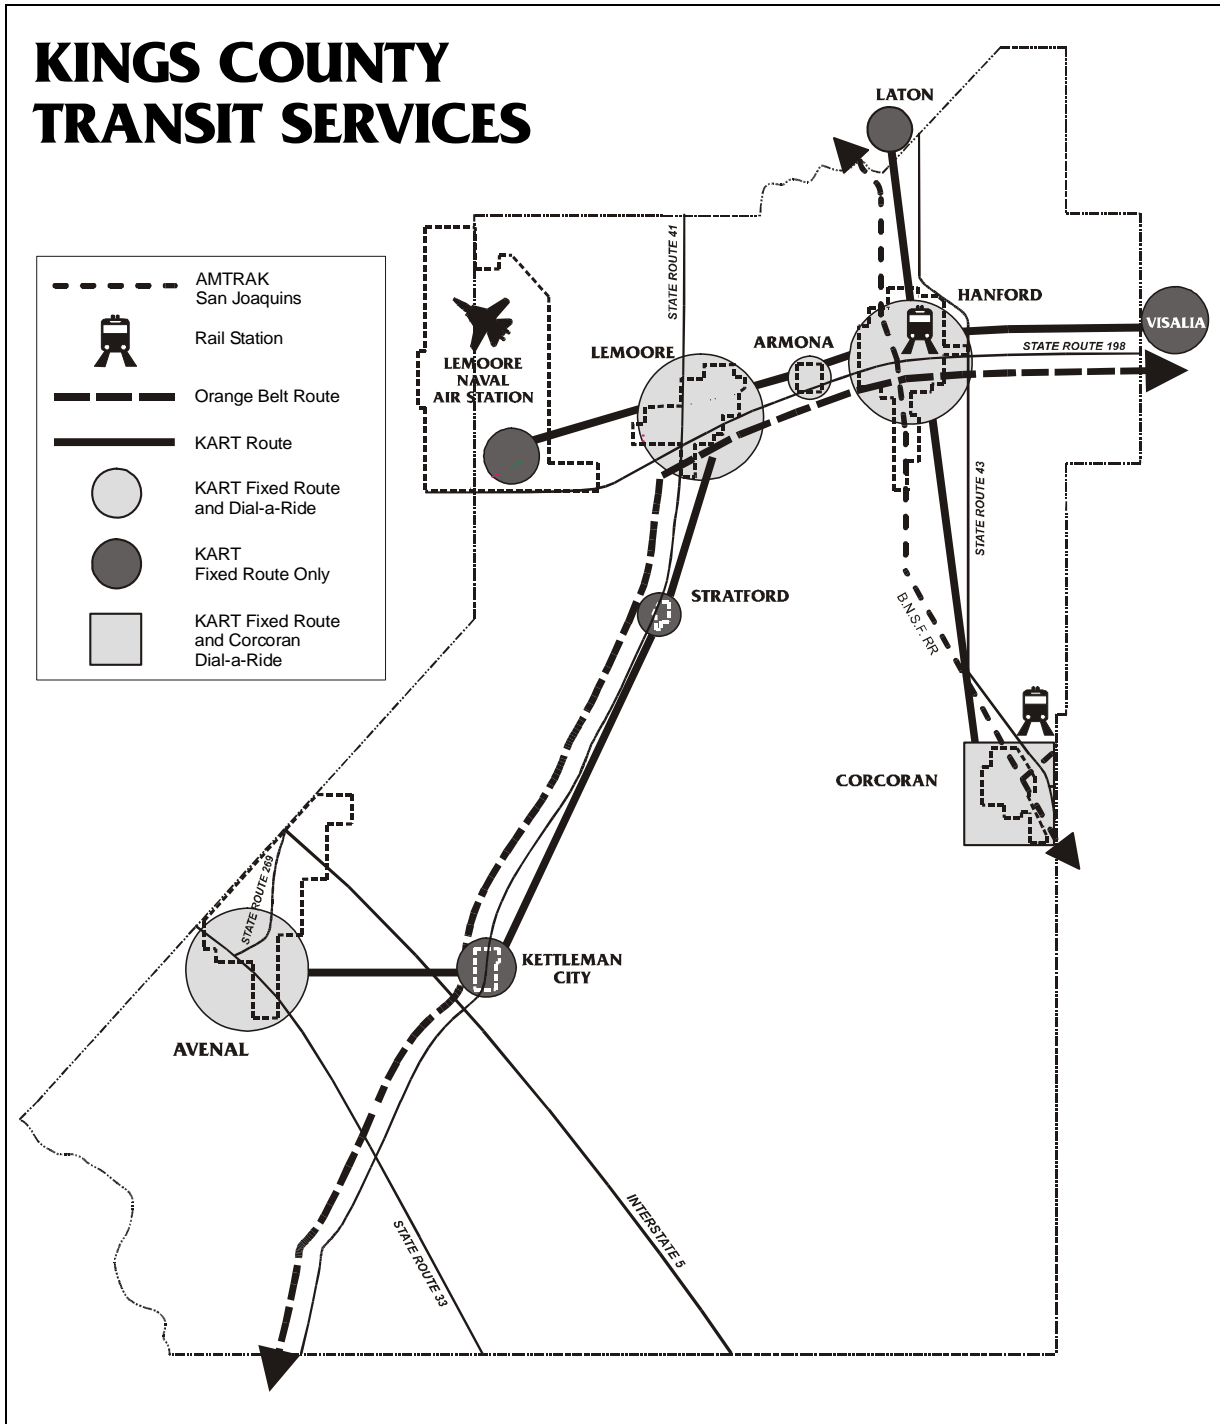 KINGS COUNTY
TRANSIT SERVICES
LATON
AMTRAK
San Joaquins
Rail Station
Orange Belt Route
KART Route
KART Fixed Route
and Dial-a-Ride
KART
Fixed Route Only
KART Fixed Route
and Corcoran
Dial-a-Ride
STATE ROUTE 41
HANFORD
VISALIA
ARMONA
STATE ROUTE 198
LEMOORE
LEMOORE
NAVAL
AIR STATION
STATE ROUTE 43
STRATFORD
B.N.S.F. RR
CORCORAN
STATE ROUTE 269
KETTLEMAN
CITY
AVENAL
INTERSTATE 5
STATE ROUTE 33